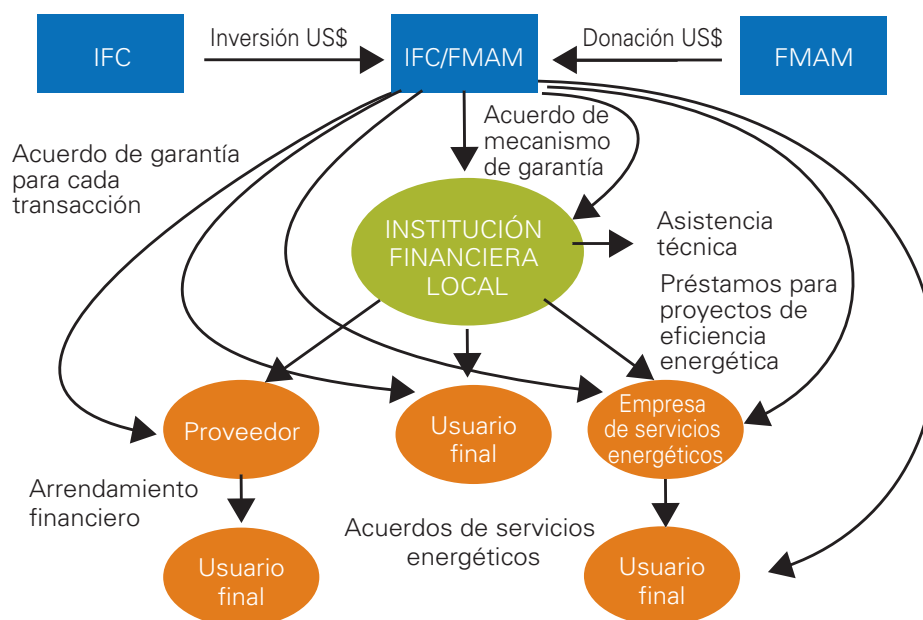 IFC
Inversión US$
IFC/FMAM
Donación US$
FMAM
Acuerdo de garantía
para cada
transacción
Acuerdo de
mecanismo
de garantía
INSTITUCIÓN
FINANCIERA
LOCAL
Asistencia
técnica
Préstamos para
proyectos de
eficiencia
energética
Proveedor
Usuario
final
Empresa
de servicios
energéticos
Arrendamiento
financiero
Acuerdos de servicios
energéticos
Usuario
final
Usuario
final